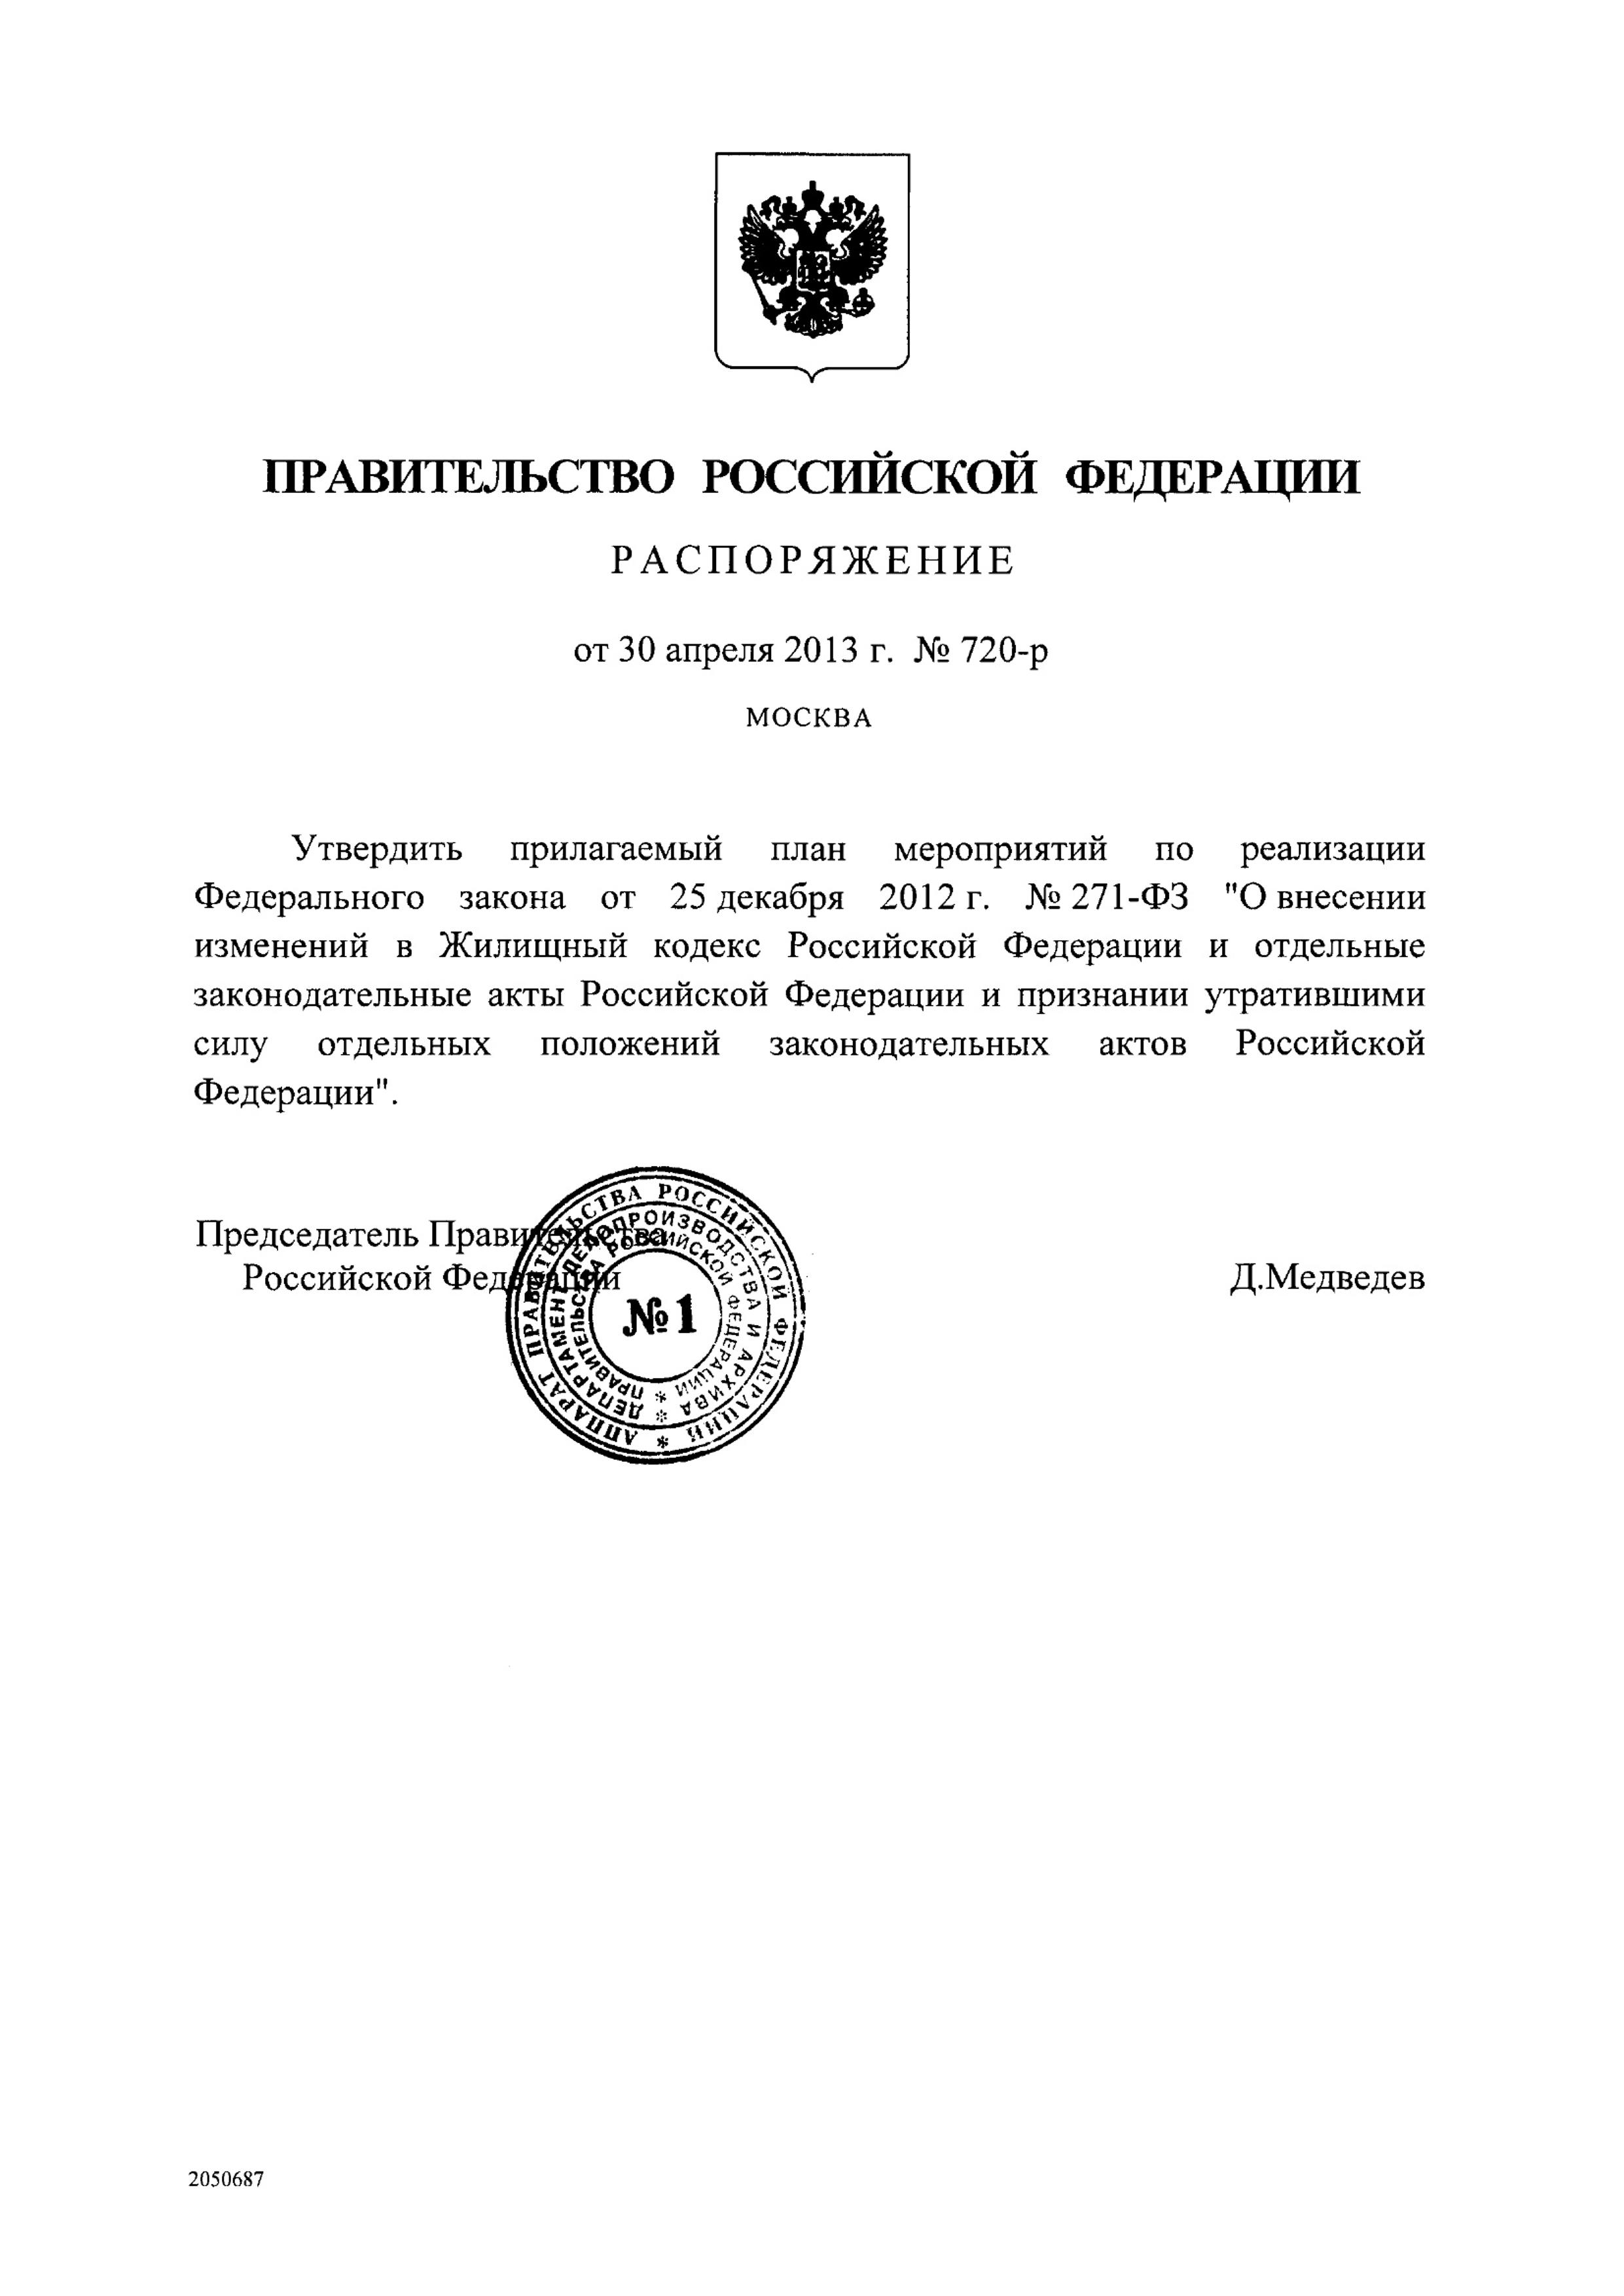 ПРАВИТЕЛЬСТВО РОССИЙСКОЙ ФЕДЕРАЦИИ
РАСПОРЯЖЕНИЕ
от 30 апреля 2013 г. № 720-р
МОСКВА
Утвердить прилагаемый план мероприятий по реализации
Федерального закона от 25 декабря 2012 г. № 271-ФЗ "О внесении
изменений в Жилищный кодекс Российской Федерации и отдельные
законодательные акты Российской Федерации и признании утратившими
силу отдельных положений законодательных актов Российской
Федерации".
Председатель Правительства
Российской Федерации
Д.Медведев
АППАРАТ ПРАВИТЕЛЬСТВА РОССИЙСКОЙ ФЕДЕРАЦИИ *
ДЕПАРТАМЕНТ ДЕЛОПРОИЗВОДСТВА И АРХИВА *
ПРАВИТЕЛЬСТВА РОССИЙСКОЙ ФЕДЕРАЦИИ *
№1
2050687